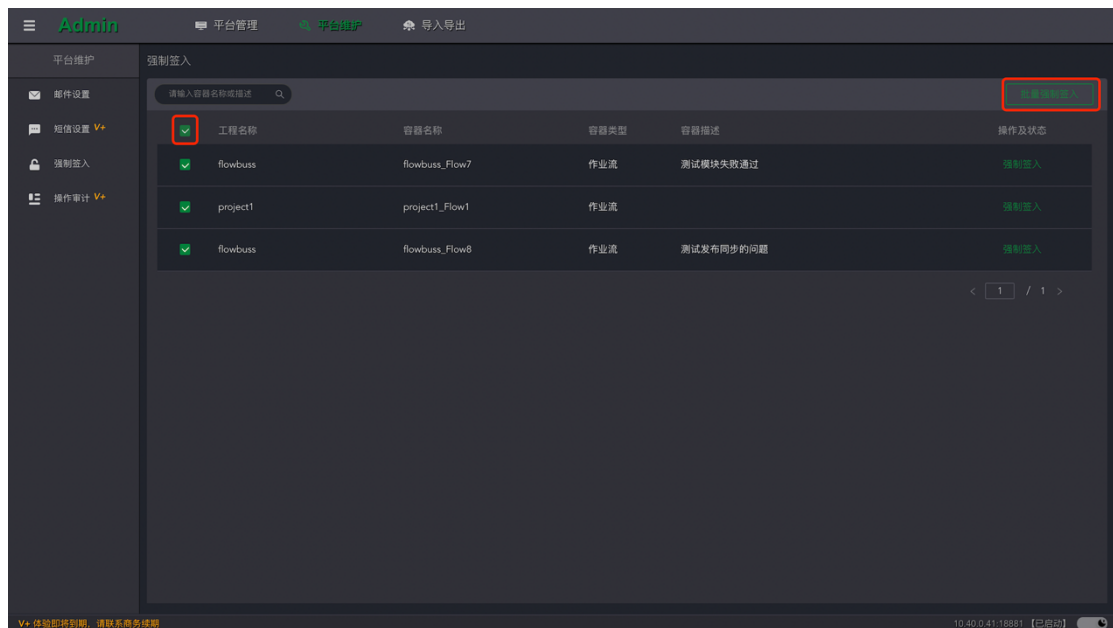 Admin 平台管理 平台维护 导入导出
平台维护 强制签入
邮件设置
短信设置 V+
强制签入
操作审计 V+
请输入容器名称或描述 批量强制签入
工程名称 容器名称 容器类型 容器描述 操作及状态
flowbuss flowbuss_Flow7 作业流 测试模块失败通过 强制签入
project1 project1_Flow1 作业流 强制签入
flowbuss flowbuss_Flow8 作业流 测试发布同步的问题 强制签入
< 1 / 1 >
V+ 体验即将到期，请联系商务续期 10.40.0.41:18881 【已启动】